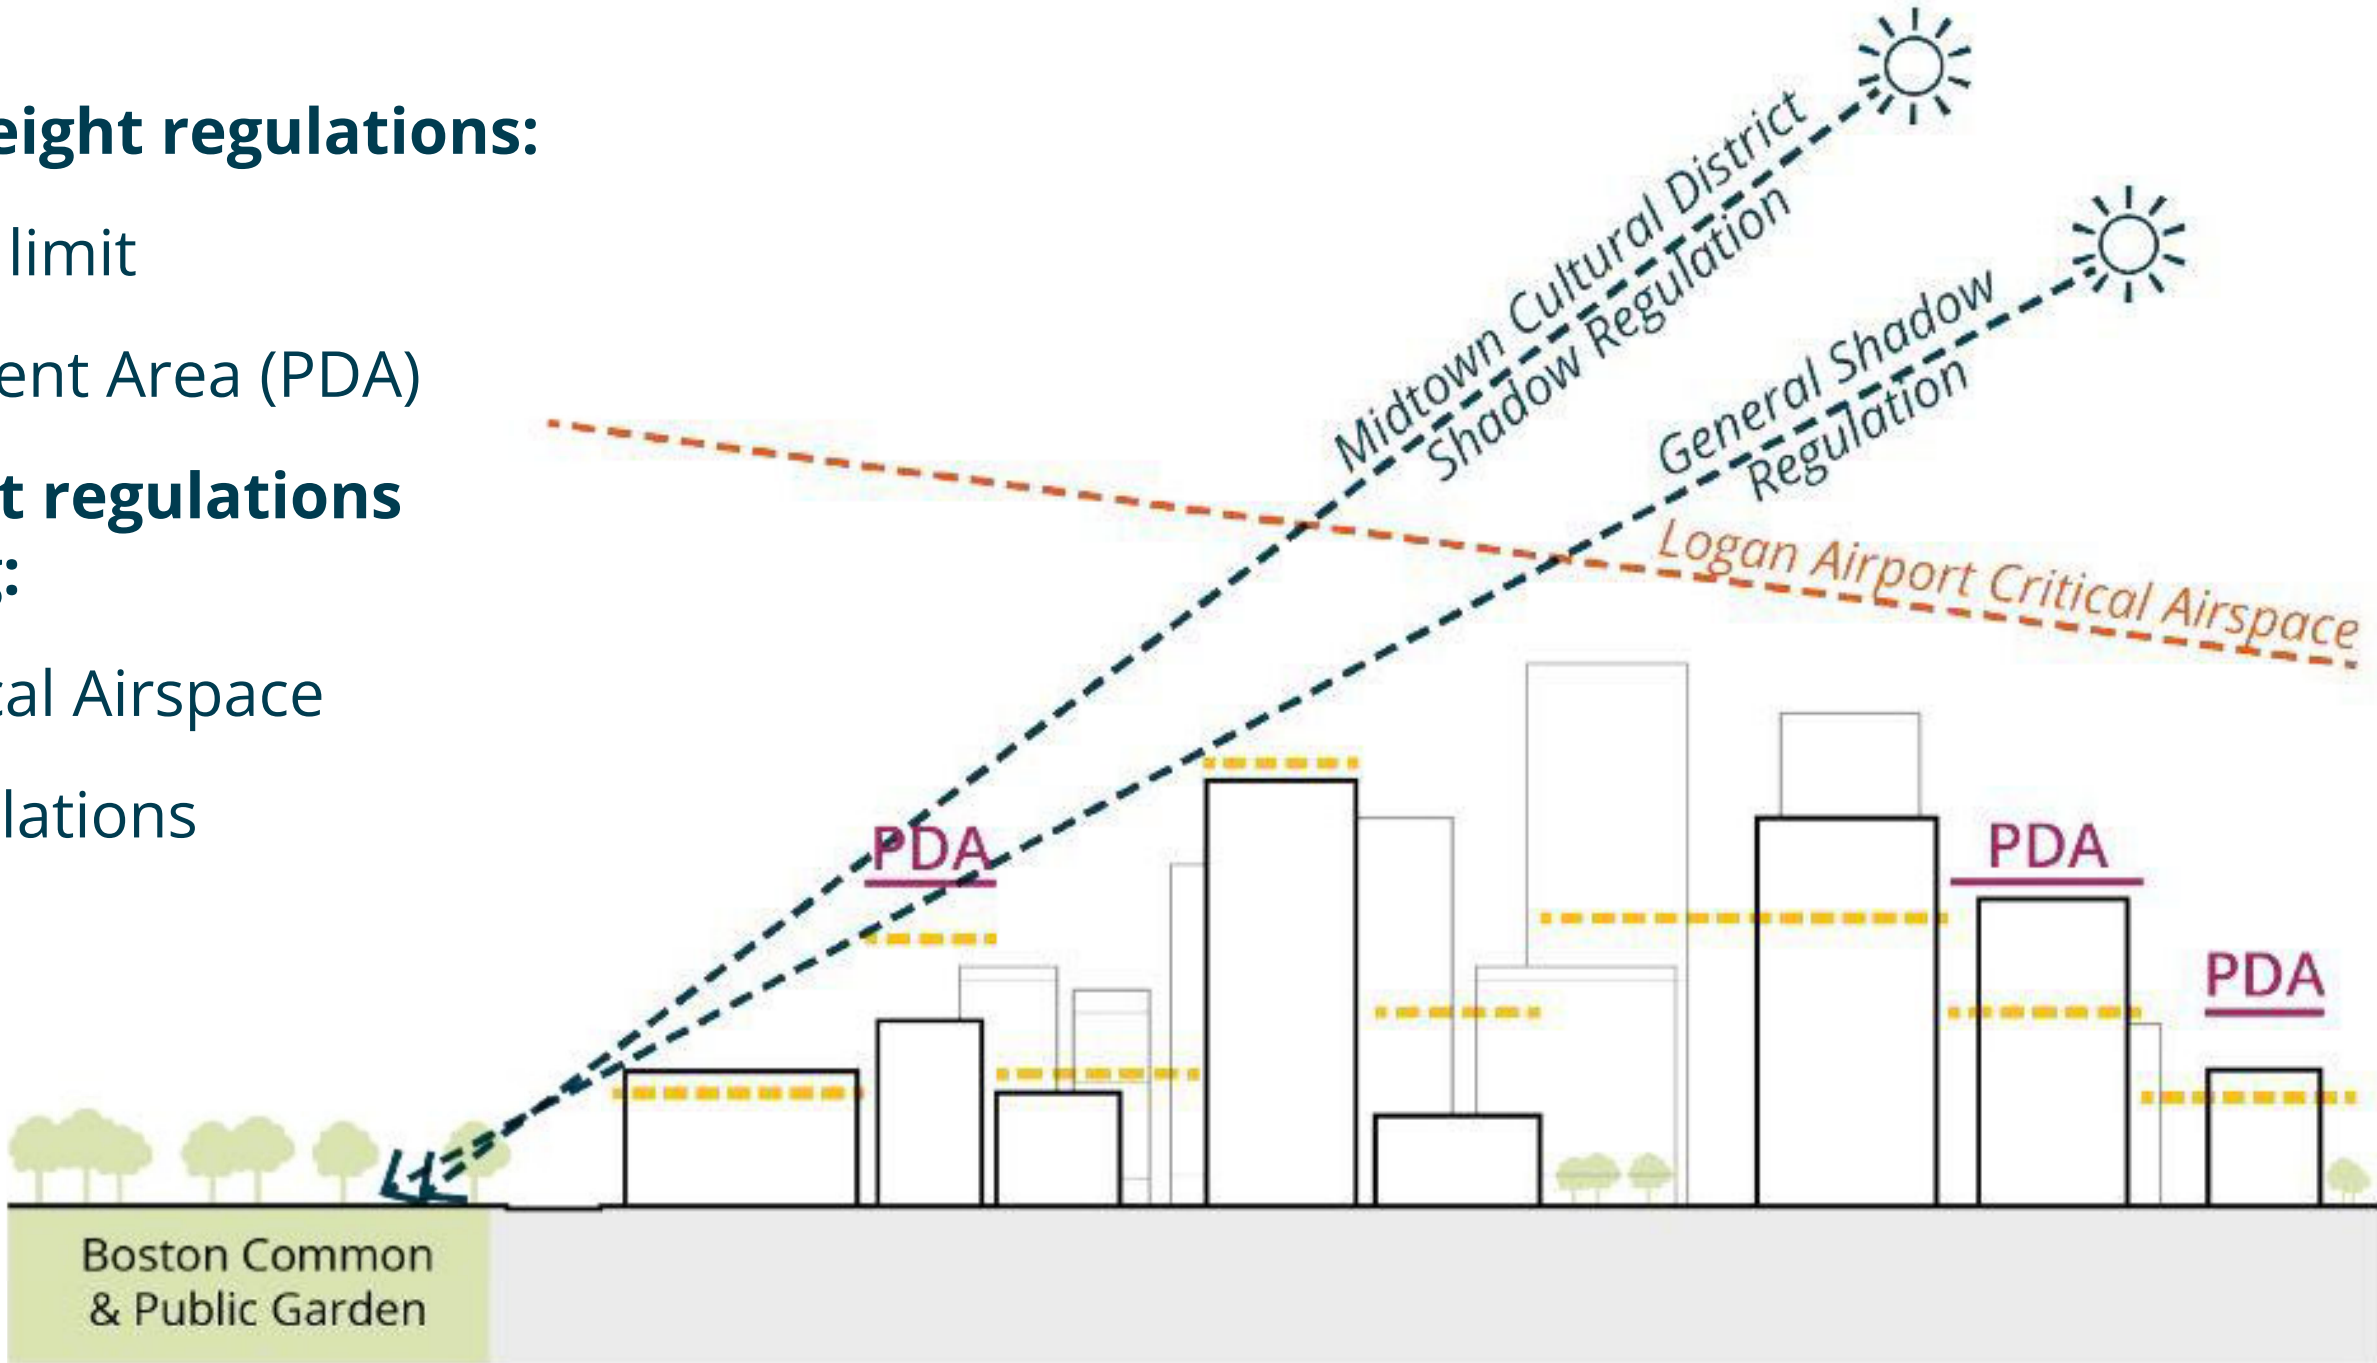 eight regulations:
limit
ent Area (PDA)
t regulations
:
cal Airspace
lations
Midtown Cultural District
Shadow Regulation
General Shadow
Regulation
Logan Airport Critical Airspace
PDA
PDA
PDA
Boston Common
& Public Garden